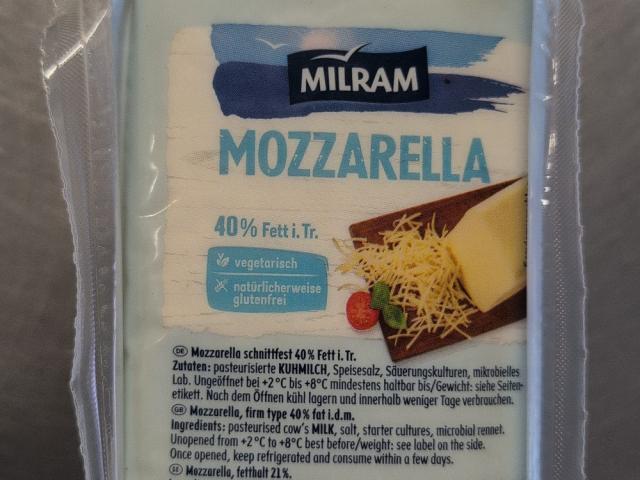 MILRAM
MOZZARELLA
40% Fett i. Tr.
vegetarisch
natürlicherweise
glutenfrei
DE Mozzarella schnittfest 40% Fett i. Tr.
Zutaten: pasteurisierte KUHMILCH, Speisesalz, Säuerungskulturen, mikrobielles
Lab. Ungeöffnet bei +2°C bis +8°C mindestens haltbar bis/Gewicht: siehe Seiten-
etikett. Nach dem Öffnen kühl lagern und innerhalb weniger Tage verbrauchen.
GB Mozzarella, firm type 40% fat i.d.m.
Ingredients: pasteurised cow's MILK, salt, starter cultures, microbial rennet.
Unopened from +2°C to +8°C best before/weight: see label on the side.
Once opened, keep refrigerated and consume within a few days.
SE Mozzarella, fetthalt 21%.